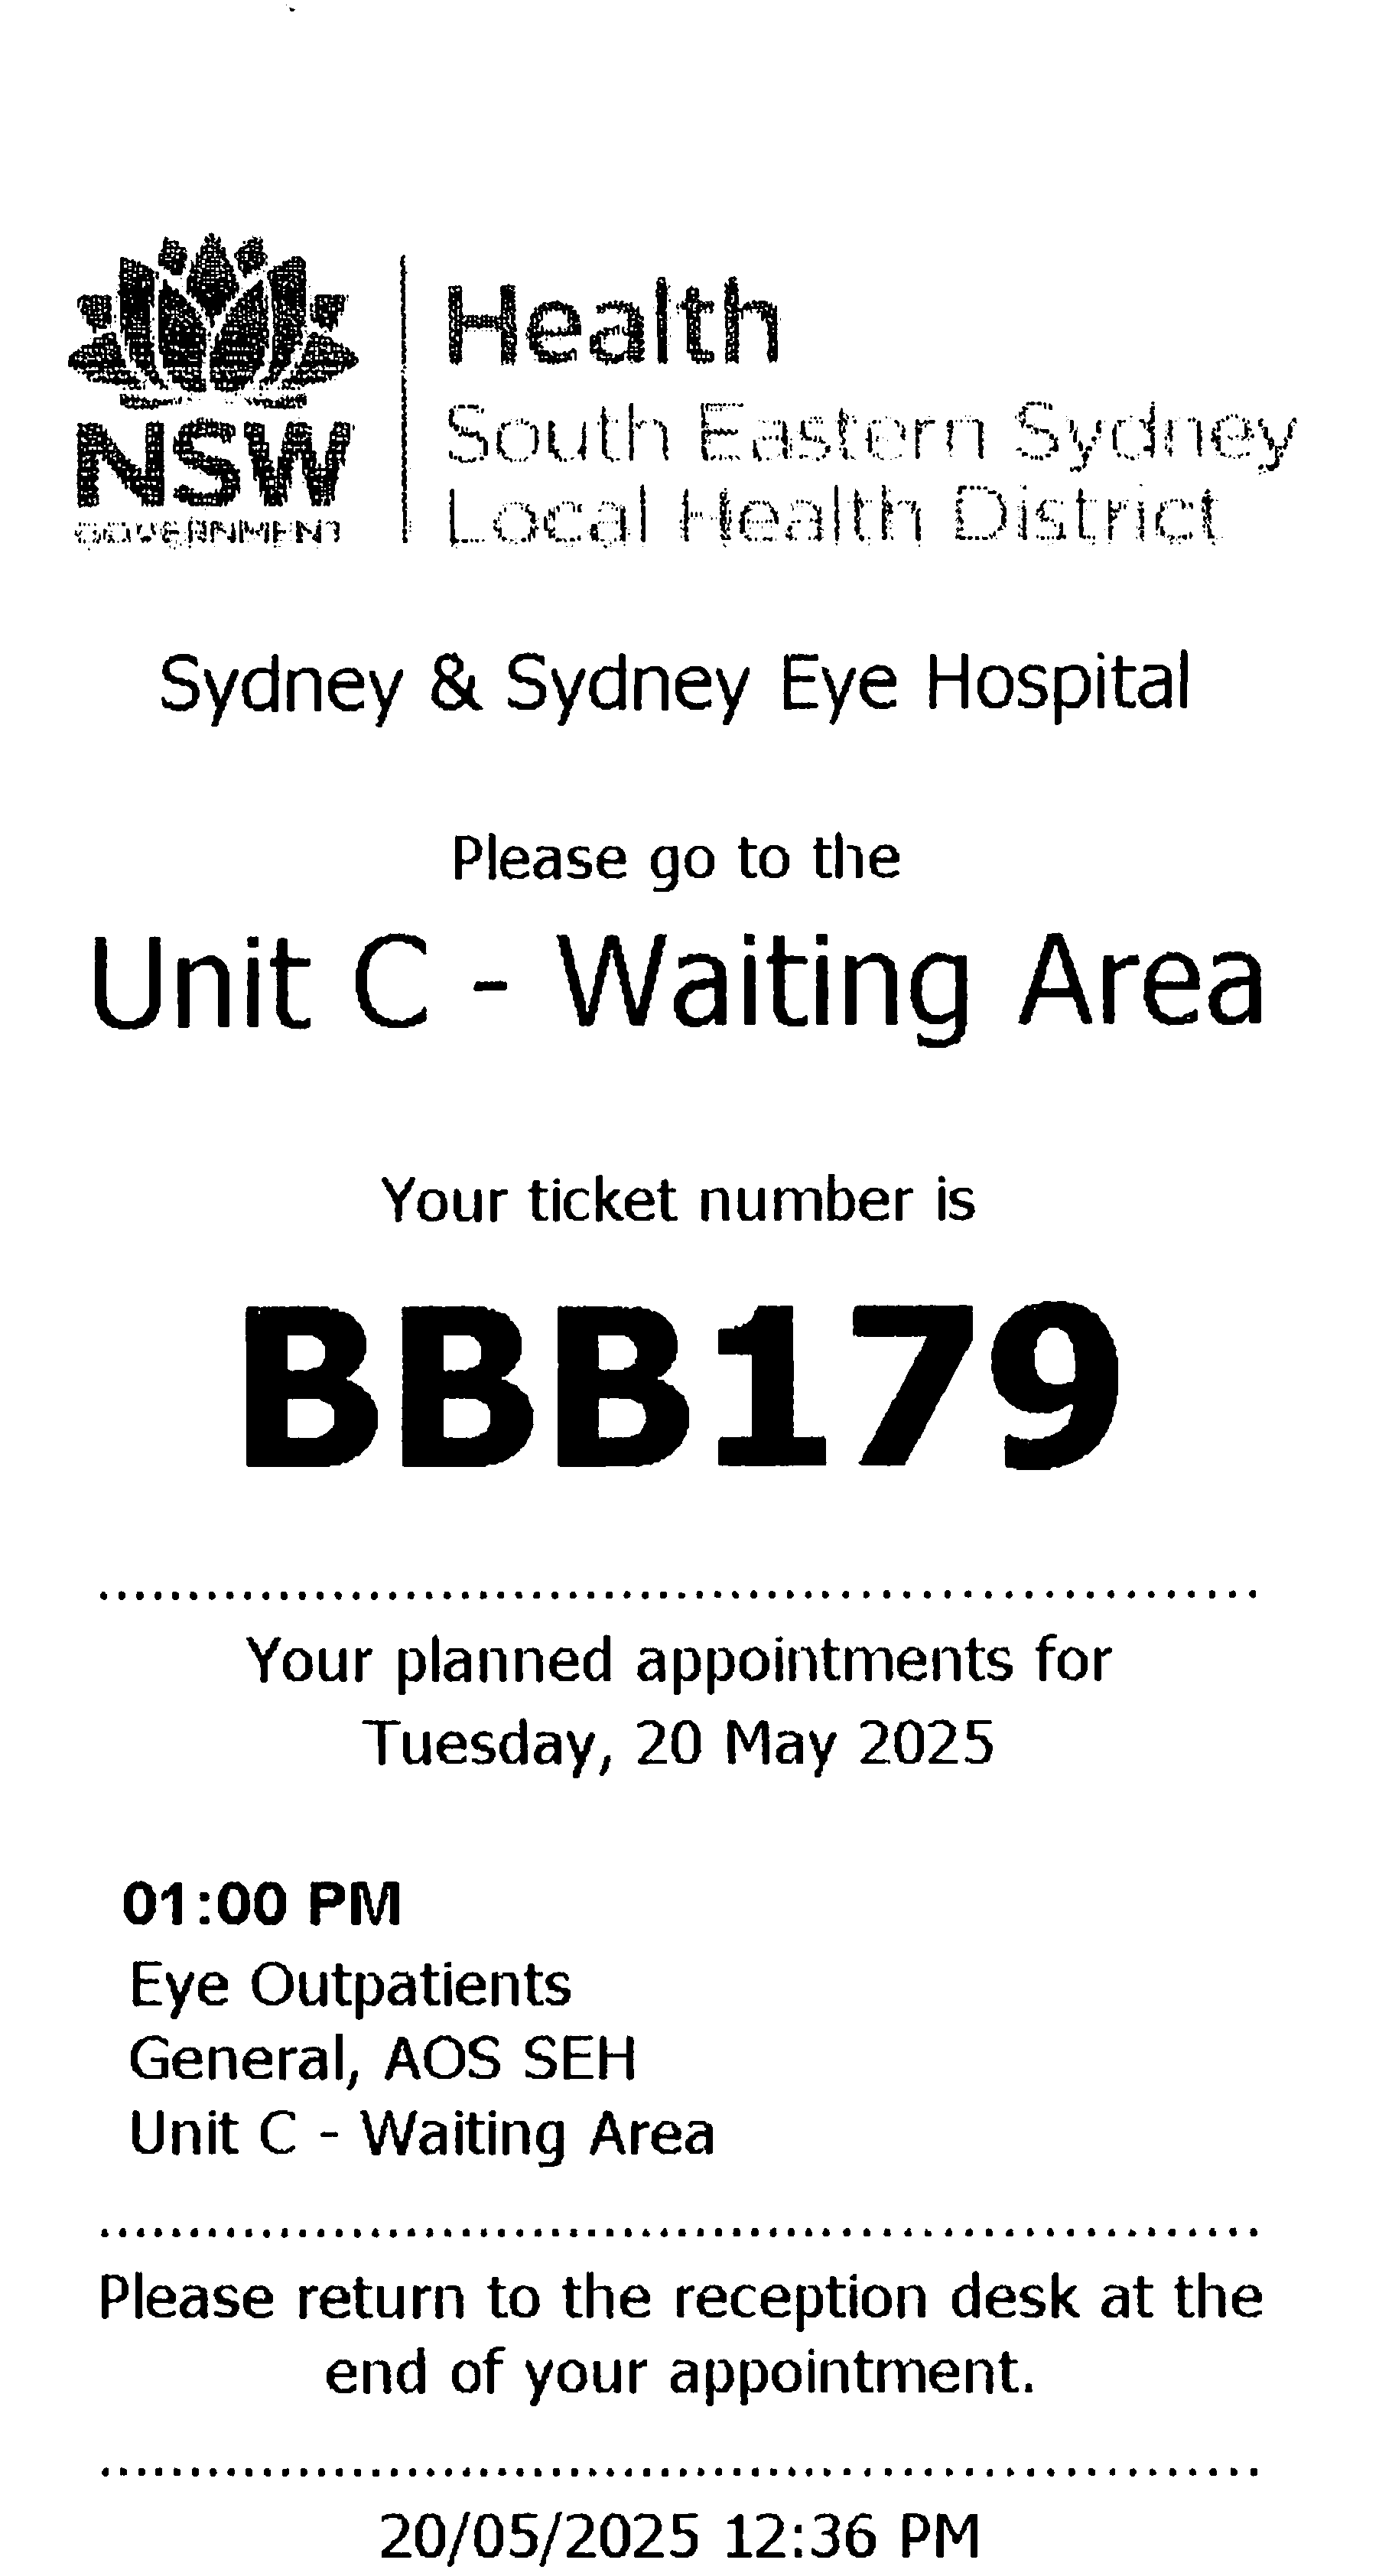 Health
South Eastern Sydney
Local Health District
NSW
GOVERNMENT
Sydney & Sydney Eye Hospital
Please go to the
Unit C - Waiting Area
Your ticket number is
BBB179
Your planned appointments for
Tuesday, 20 May 2025
01:00 PM
Eye Outpatients
General, AOS SEH
Unit C - Waiting Area
Please return to the reception desk at the
end of your appointment.
20/05/2025 12:36 PM